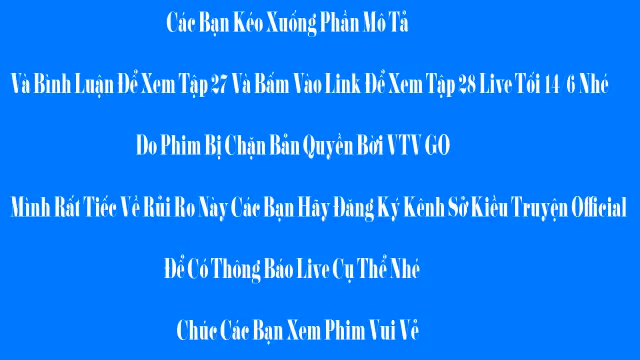 Các Bạn Kéo Xuống Phần Mô Tả
Và Bình Luận Để Xem Tập 27 Và Bấm Vào Link Để Xem Tập 28 Live Tối 14 6 Nhé
Do Phim Bị Chặn Bản Quyền Bởi VTV GO
Mình Rất Tiếc Về Rủi Ro Này Các Bạn Hãy Đăng Ký Kênh Sở Kiều Truyện Official
Để Có Thông Báo Live Cụ Thể Nhé
Chúc Các Bạn Xem Phim Vui Vẻ